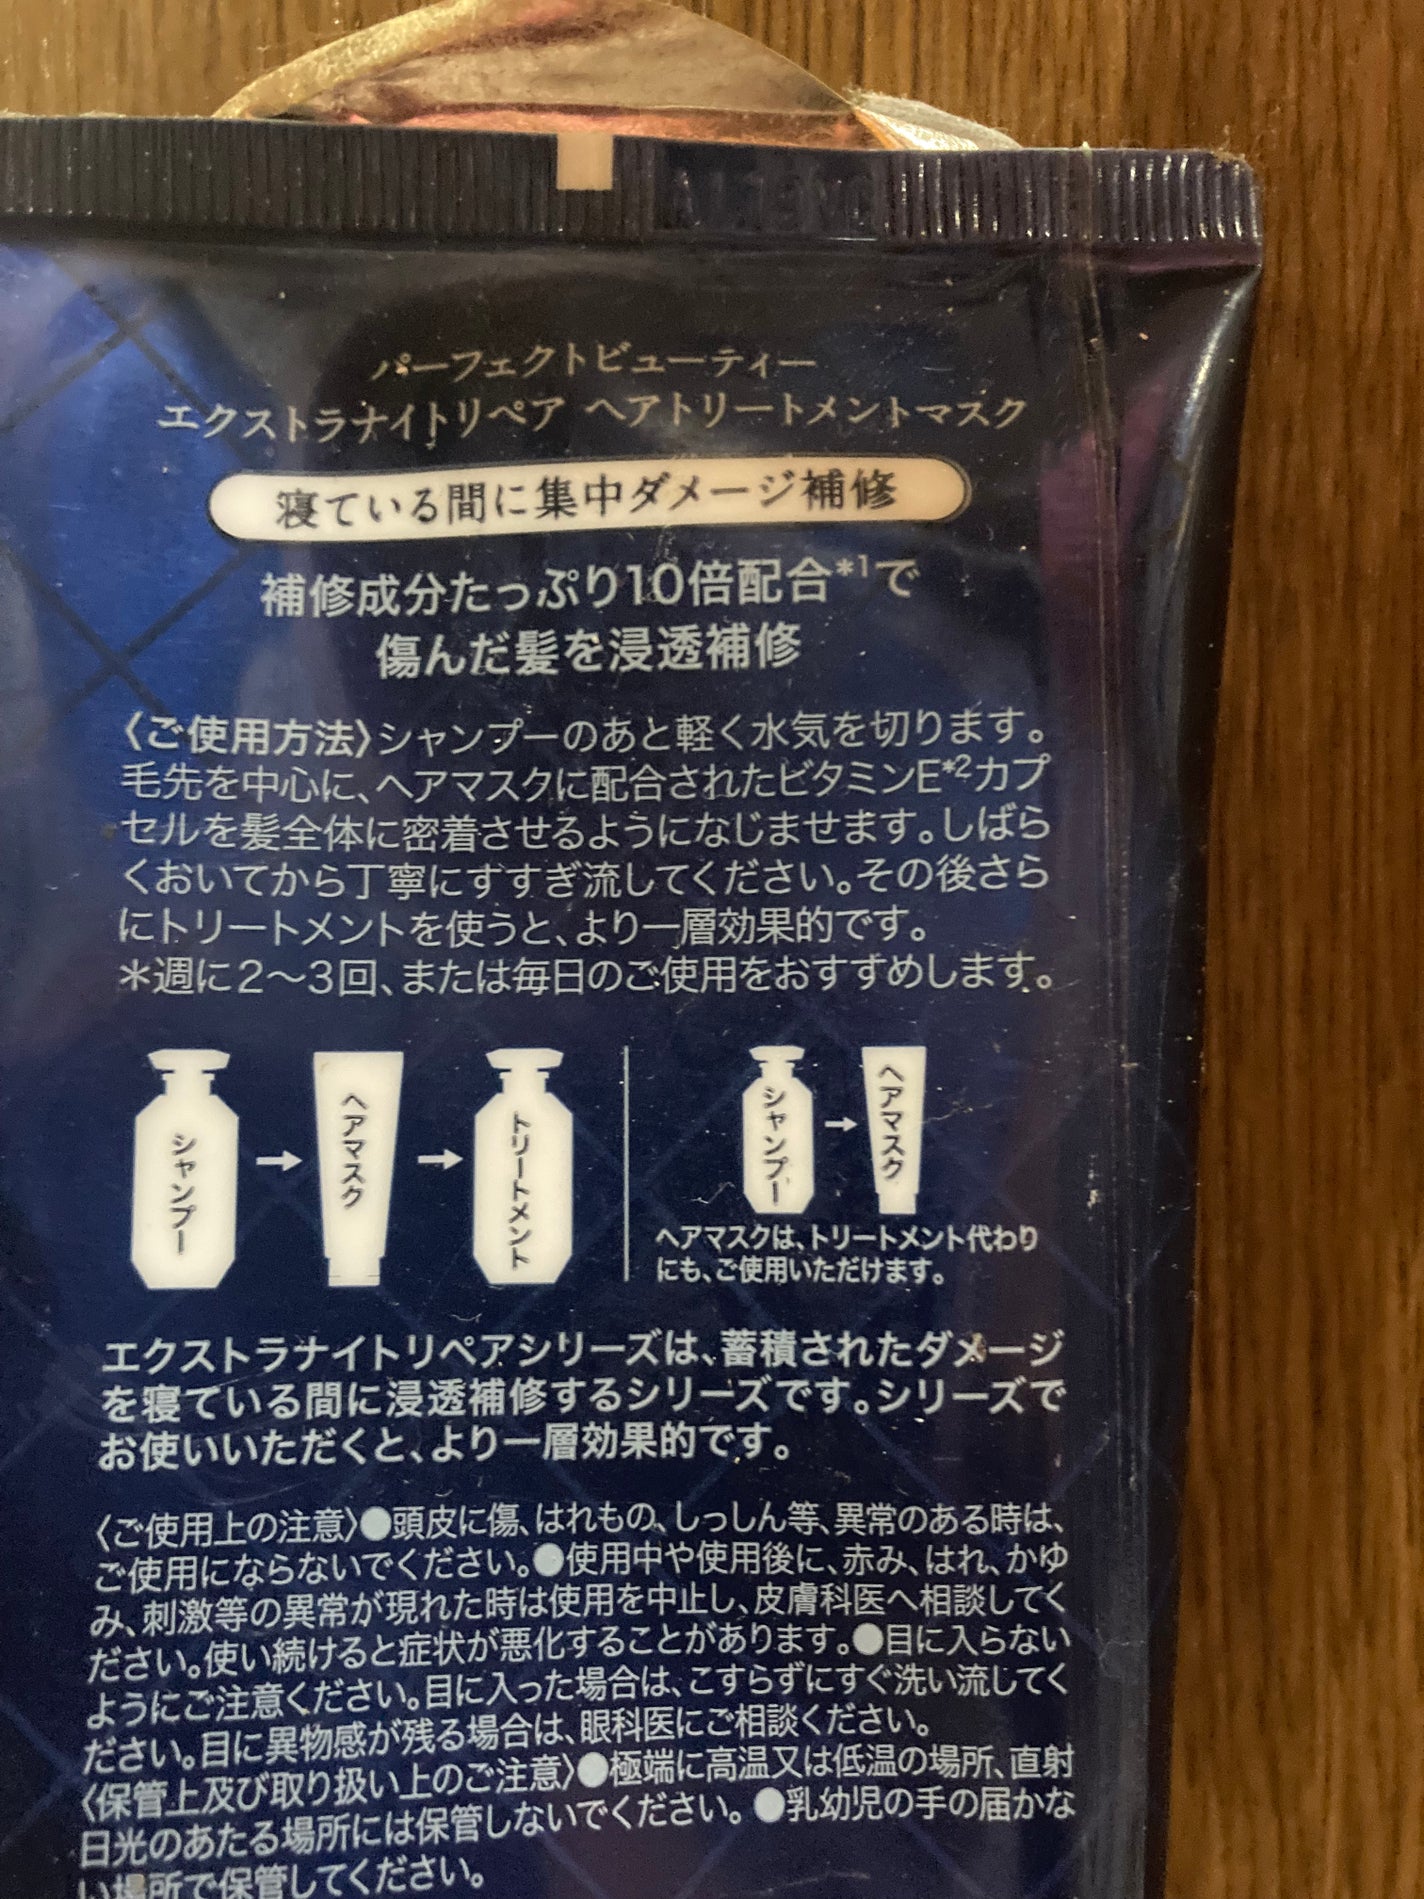 パーフェクトビューティー
エクストラナイトリペア ヘアトリートメントマスク
寝ている間に集中ダメージ補修
補修成分たっぷり10倍配合*1で
傷んだ髪を浸透補修
〈ご使用方法〉シャンプーのあと軽く水気を切ります。
毛先を中心に、ヘアマスクに配合されたビタミンE*2カプ
セルを髪全体に密着させるようになじませます。しばら
くおいてから丁寧にすすぎ流してください。その後さら
にトリートメントを使うと、より一層効果的です。
＊週に2〜3回、または毎日のご使用をおすすめします。
シャンプー
ヘアマスク
トリートメント
シャンプー
ヘアマスク
ヘアマスクは、トリートメント代わり
にも、ご使用いただけます。
エクストラナイトリペアシリーズは、蓄積されたダメージ
を寝ている間に浸透補修するシリーズです。シリーズで
お使いいただくと、より一層効果的です。
〈ご使用上の注意〉●頭皮に傷、はれもの、しっしん等、異常のある時は、
ご使用にならないでください。●使用中や使用後に、赤み、はれ、かゆ
み、刺激等の異常が現れた時は使用を中止し、皮膚科医へ相談してく
ださい。使い続けると症状が悪化することがあります。●目に入らない
ようにご注意ください。目に入った場合は、こすらずにすぐ洗い流してく
ださい。目に異物感が残る場合は、眼科医にご相談ください。
〈保管上及び取り扱い上のご注意〉●極端に高温又は低温の場所、直射
日光のあたる場所には保管しないでください。●乳幼児の手の届かな
い場所で保管してください。